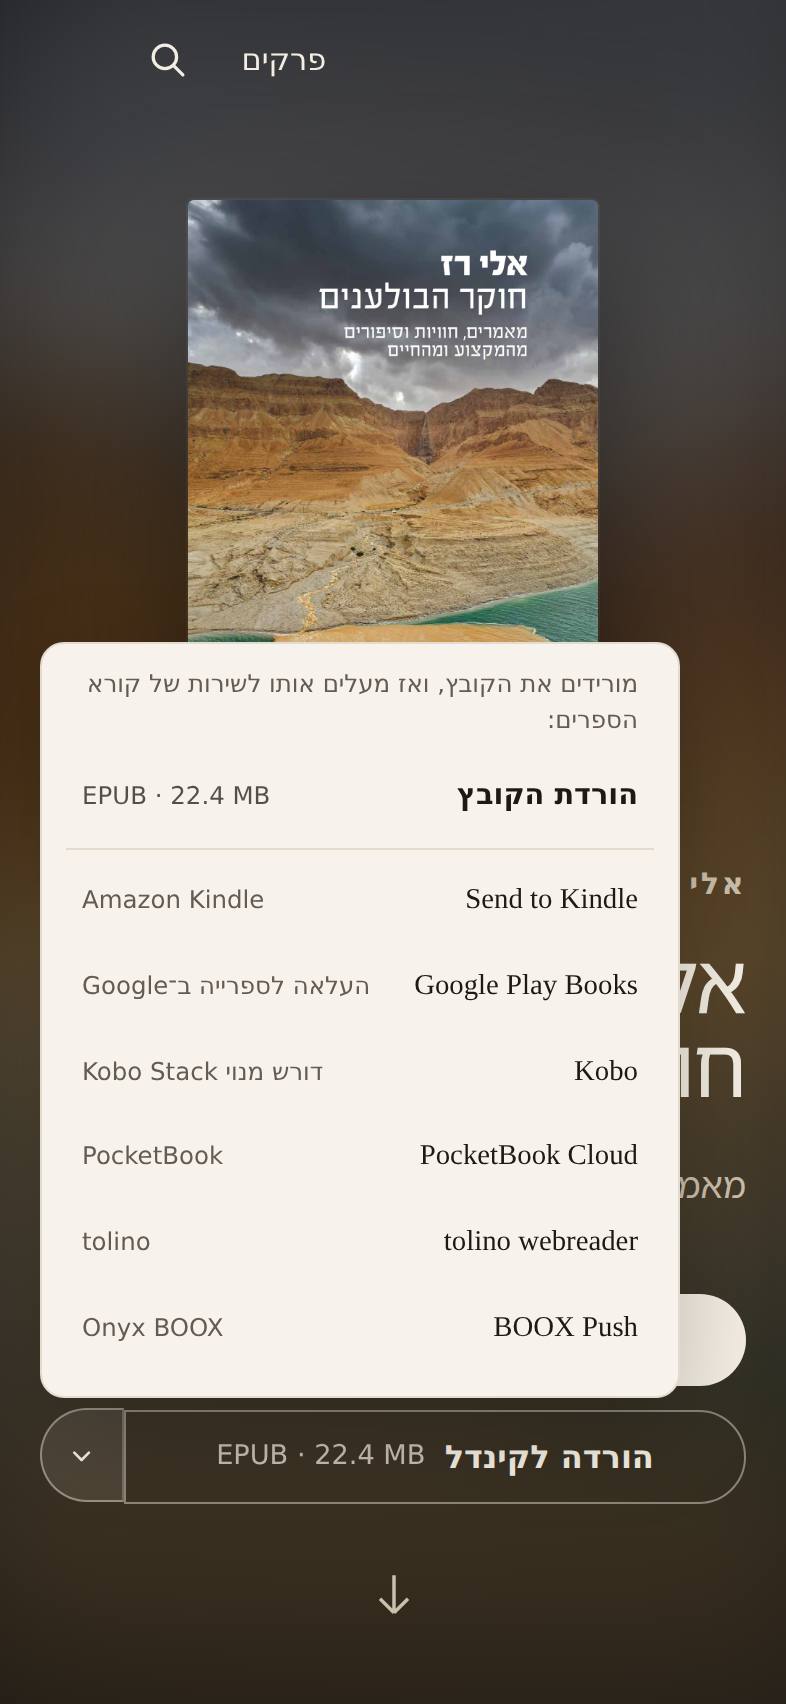 פרקים
אלי רז
חוקר הבולענים
מאמרים, חוויות וסיפורים
מהמקצוע ומהחיים
מורידים את הקובץ, ואז מעלים אותו לשירות של קורא
הספרים:
הורדת הקובץ EPUB · 22.4 MB
Send to Kindle Amazon Kindle
Google Play Books העלאה לספרייה ב־Google
Kobo דורש מנוי Kobo Stack
PocketBook Cloud PocketBook
tolino webreader tolino
BOOX Push Onyx BOOX
אלי
הורדה לקינדל EPUB · 22.4 MB